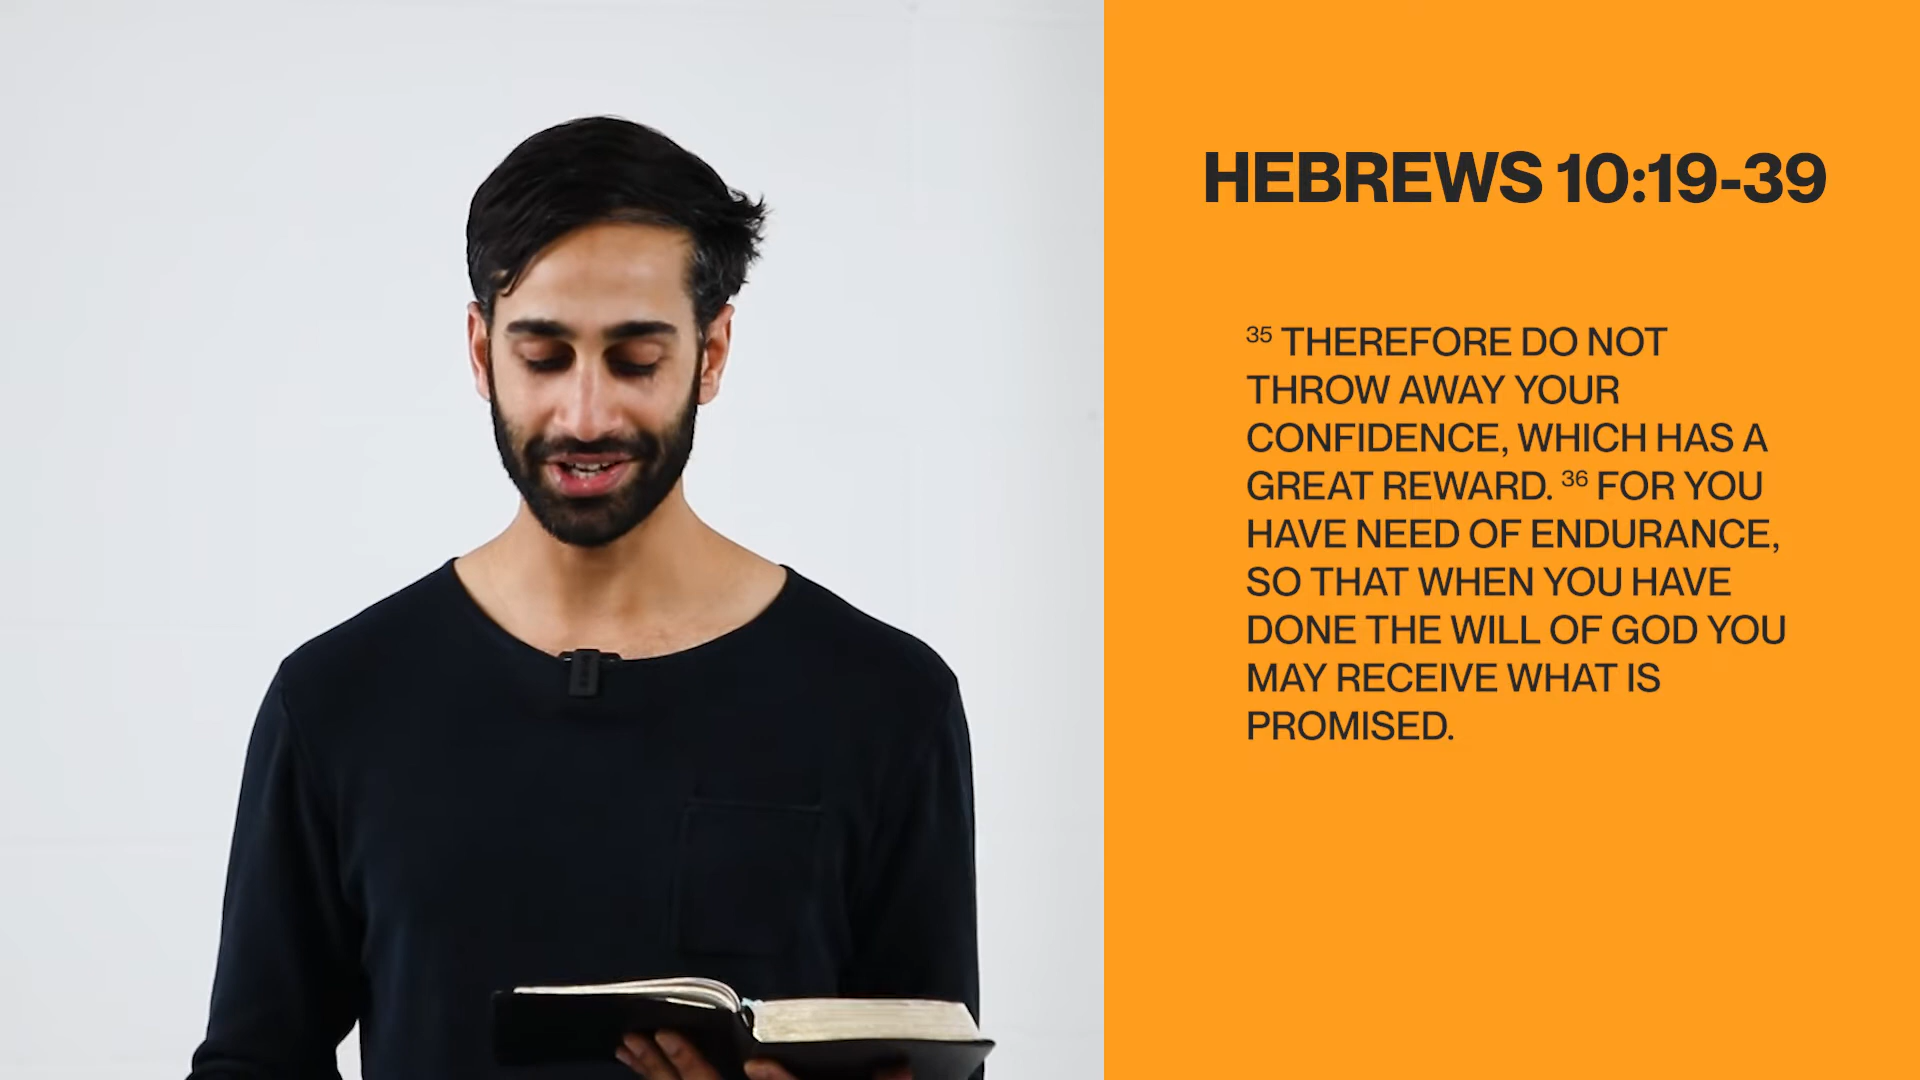 HEBREWS 10:19-39
35 THEREFORE DO NOT
THROW AWAY YOUR
CONFIDENCE, WHICH HAS A
GREAT REWARD. 36 FOR YOU
HAVE NEED OF ENDURANCE,
SO THAT WHEN YOU HAVE
DONE THE WILL OF GOD YOU
MAY RECEIVE WHAT IS
PROMISED.